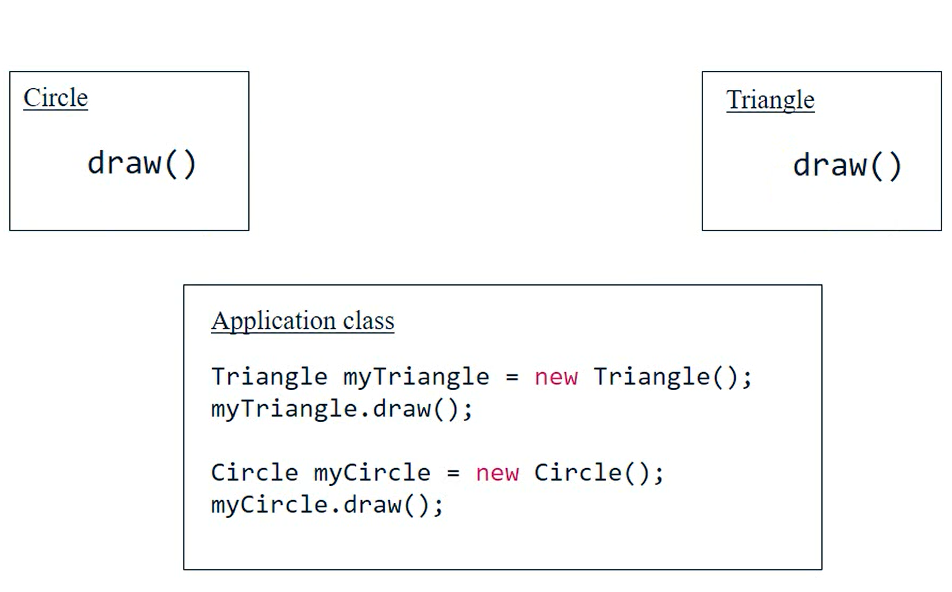 Circle
draw()
Triangle
draw()
Application class
Triangle myTriangle = new Triangle();
myTriangle.draw();
Circle myCircle = new Circle();
myCircle.draw();